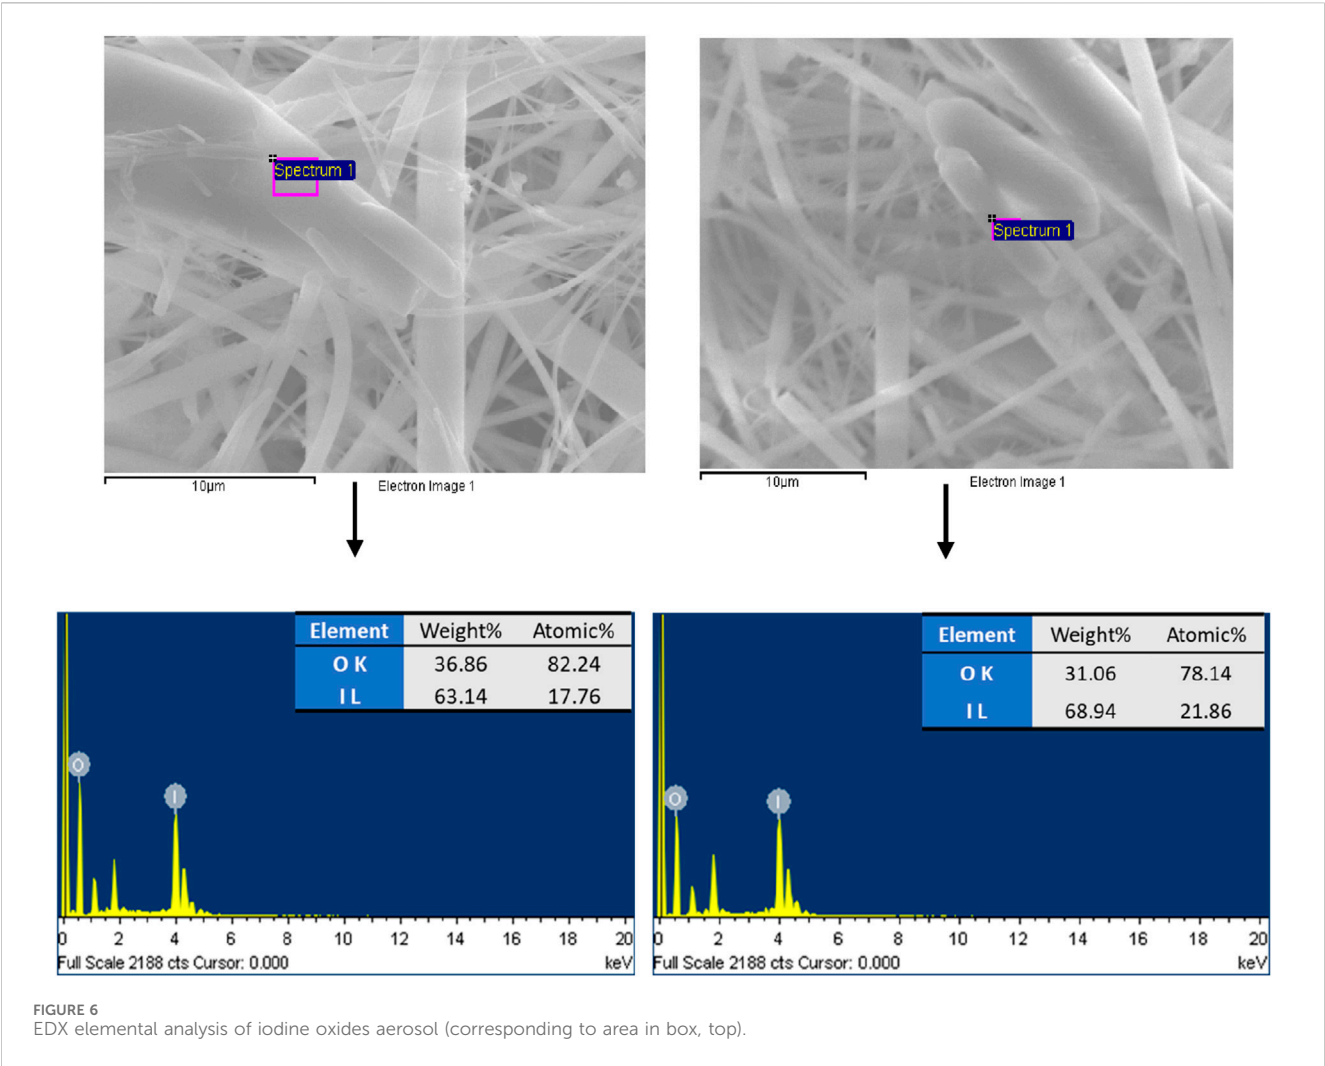 Spectrum 1
10μm
Electron Image 1
Spectrum 1
10μm
Electron Image 1
Element Weight% Atomic%
O K 36.86 82.24
I L 63.14 17.76
O
I
0 2 4 6 8 10 12 14 16 18 20
Full Scale 2188 cts Cursor: 0.000 keV
Element Weight% Atomic%
O K 31.06 78.14
I L 68.94 21.86
O
I
0 2 4 6 8 10 12 14 16 18 20
Full Scale 2188 cts Cursor: 0.000 keV
FIGURE 6
EDX elemental analysis of iodine oxides aerosol (corresponding to area in box, top).